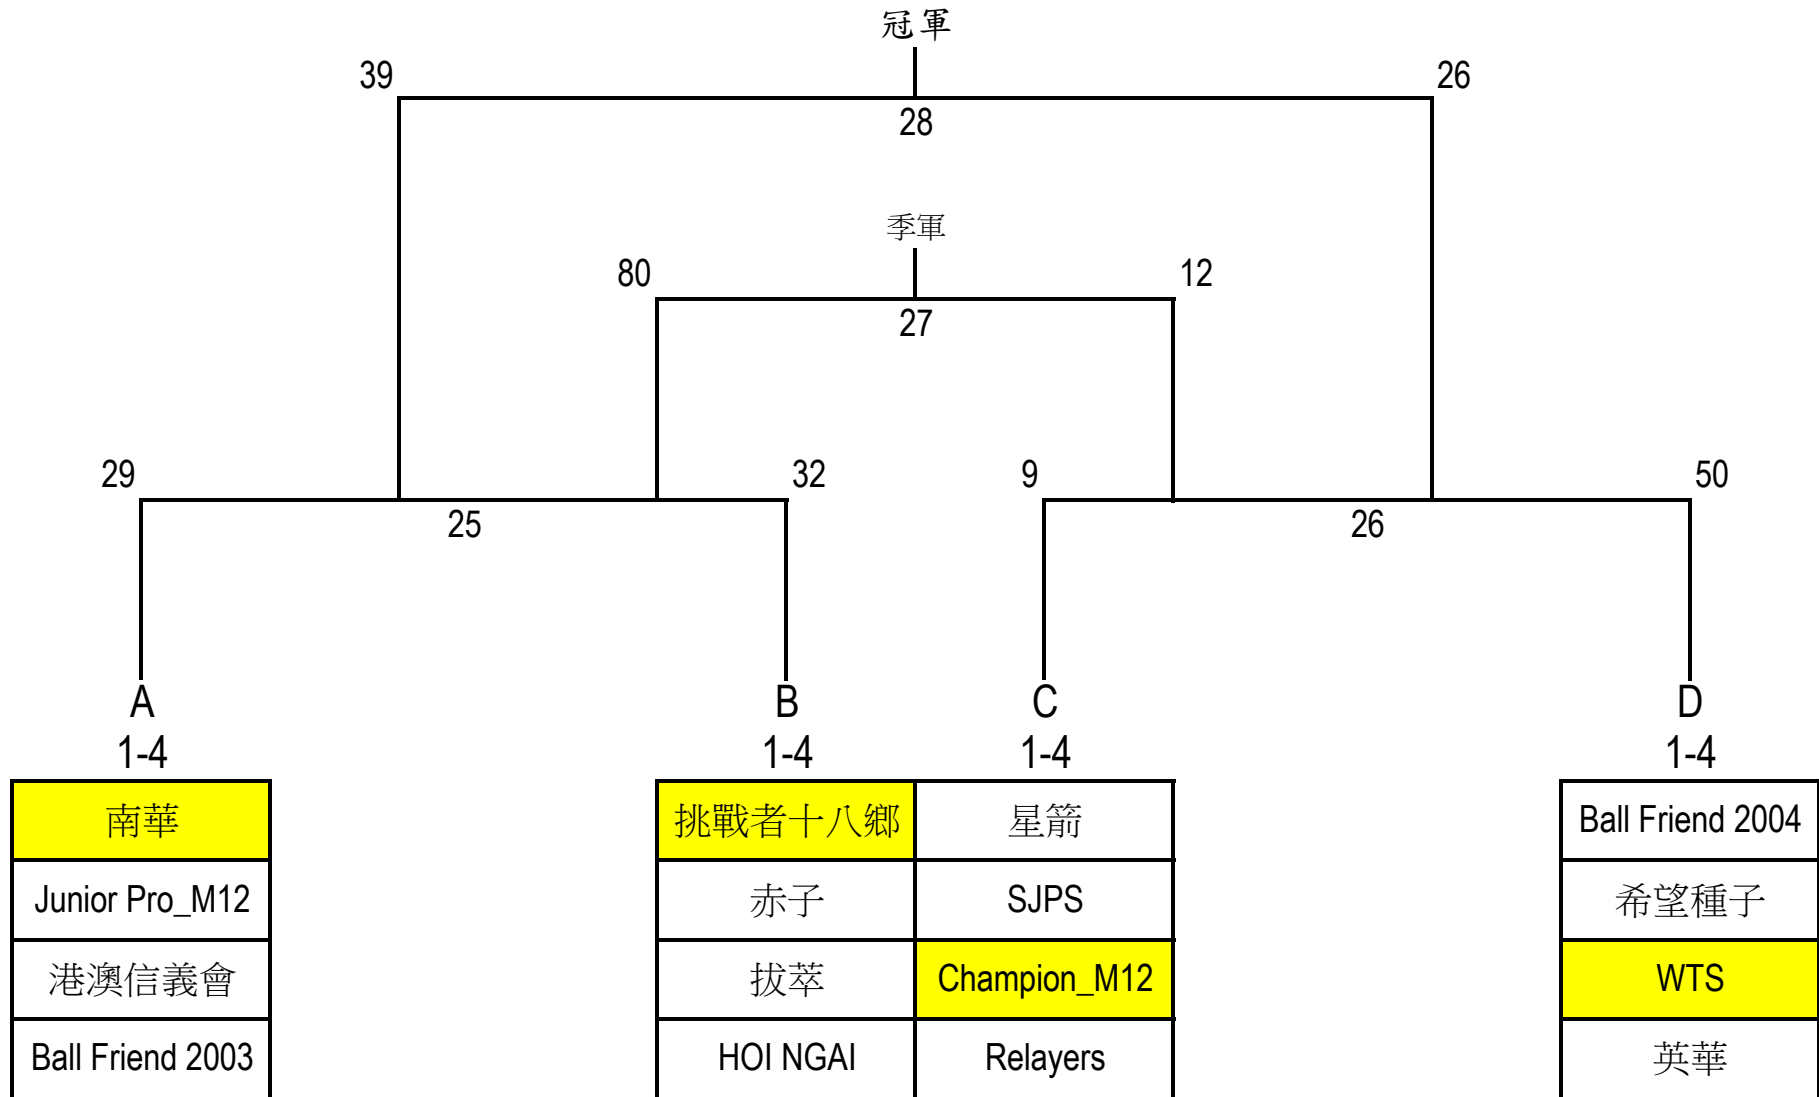 冠軍
39 26
28
季軍
80 12
27
29 32 9 50
25 26
A B C D
1-4 1-4 1-4 1-4
南華 挑戰者十八鄉 星箭 Ball Friend 2004
Junior Pro_M12 赤子 SJPS 希望種子
港澳信義會 拔萃 Champion_M12 WTS
Ball Friend 2003 HOI NGAI Relayers 英華